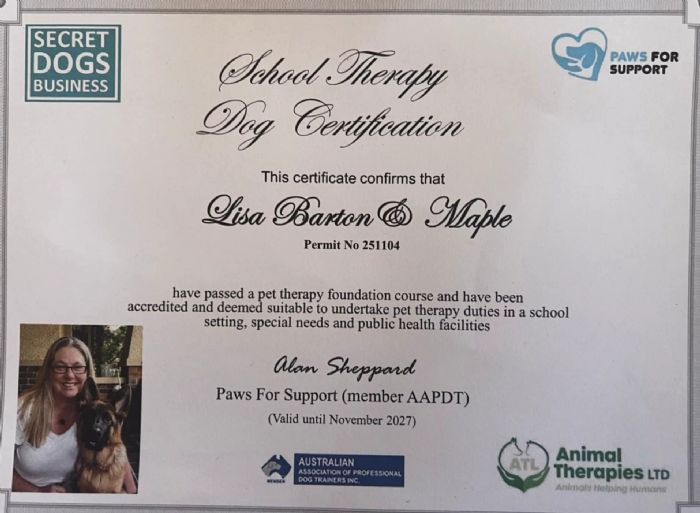 SECRET
DOGS
BUSINESS
PAWS FOR
SUPPORT
School Therapy
Dog Certification
This certificate confirms that
Lisa Barton & Maple
Permit No 251104
have passed a pet therapy foundation course and have been
accredited and deemed suitable to undertake pet therapy duties in a school
setting, special needs and public health facilities
Alan Sheppard
Paws For Support (member AAPDT)
(Valid until November 2027)
MEMBER
AUSTRALIAN
ASSOCIATION OF PROFESSIONAL
DOG TRAINERS INC.
ATL
Animal
Therapies LTD
Animals Helping Humans